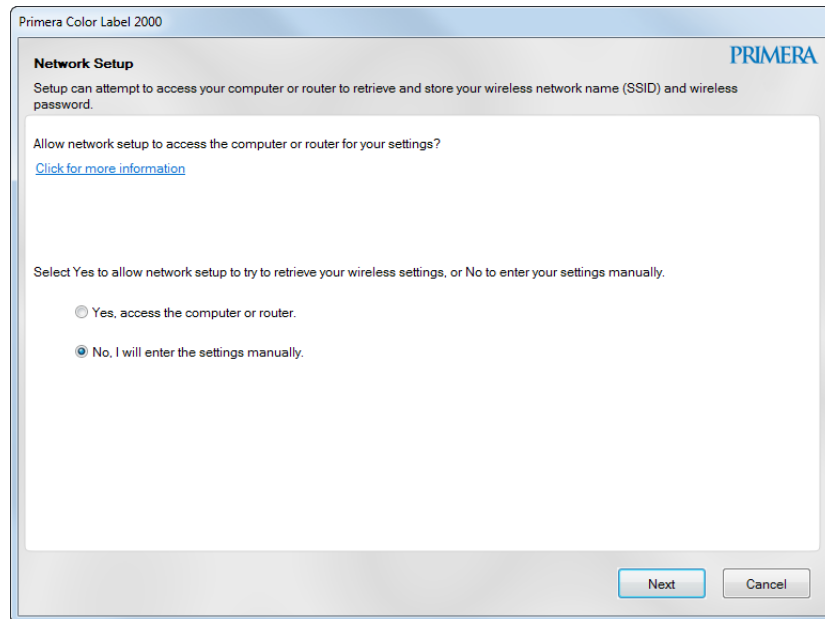 Primera Color Label 2000
PRIMERA
Network Setup
Setup can attempt to access your computer or router to retrieve and store your wireless network name (SSID) and wireless
password.
Allow network setup to access the computer or router for your settings?
Click for more information
Select Yes to allow network setup to try to retrieve your wireless settings, or No to enter your settings manually.
Yes, access the computer or router.
No, I will enter the settings manually.
Next
Cancel